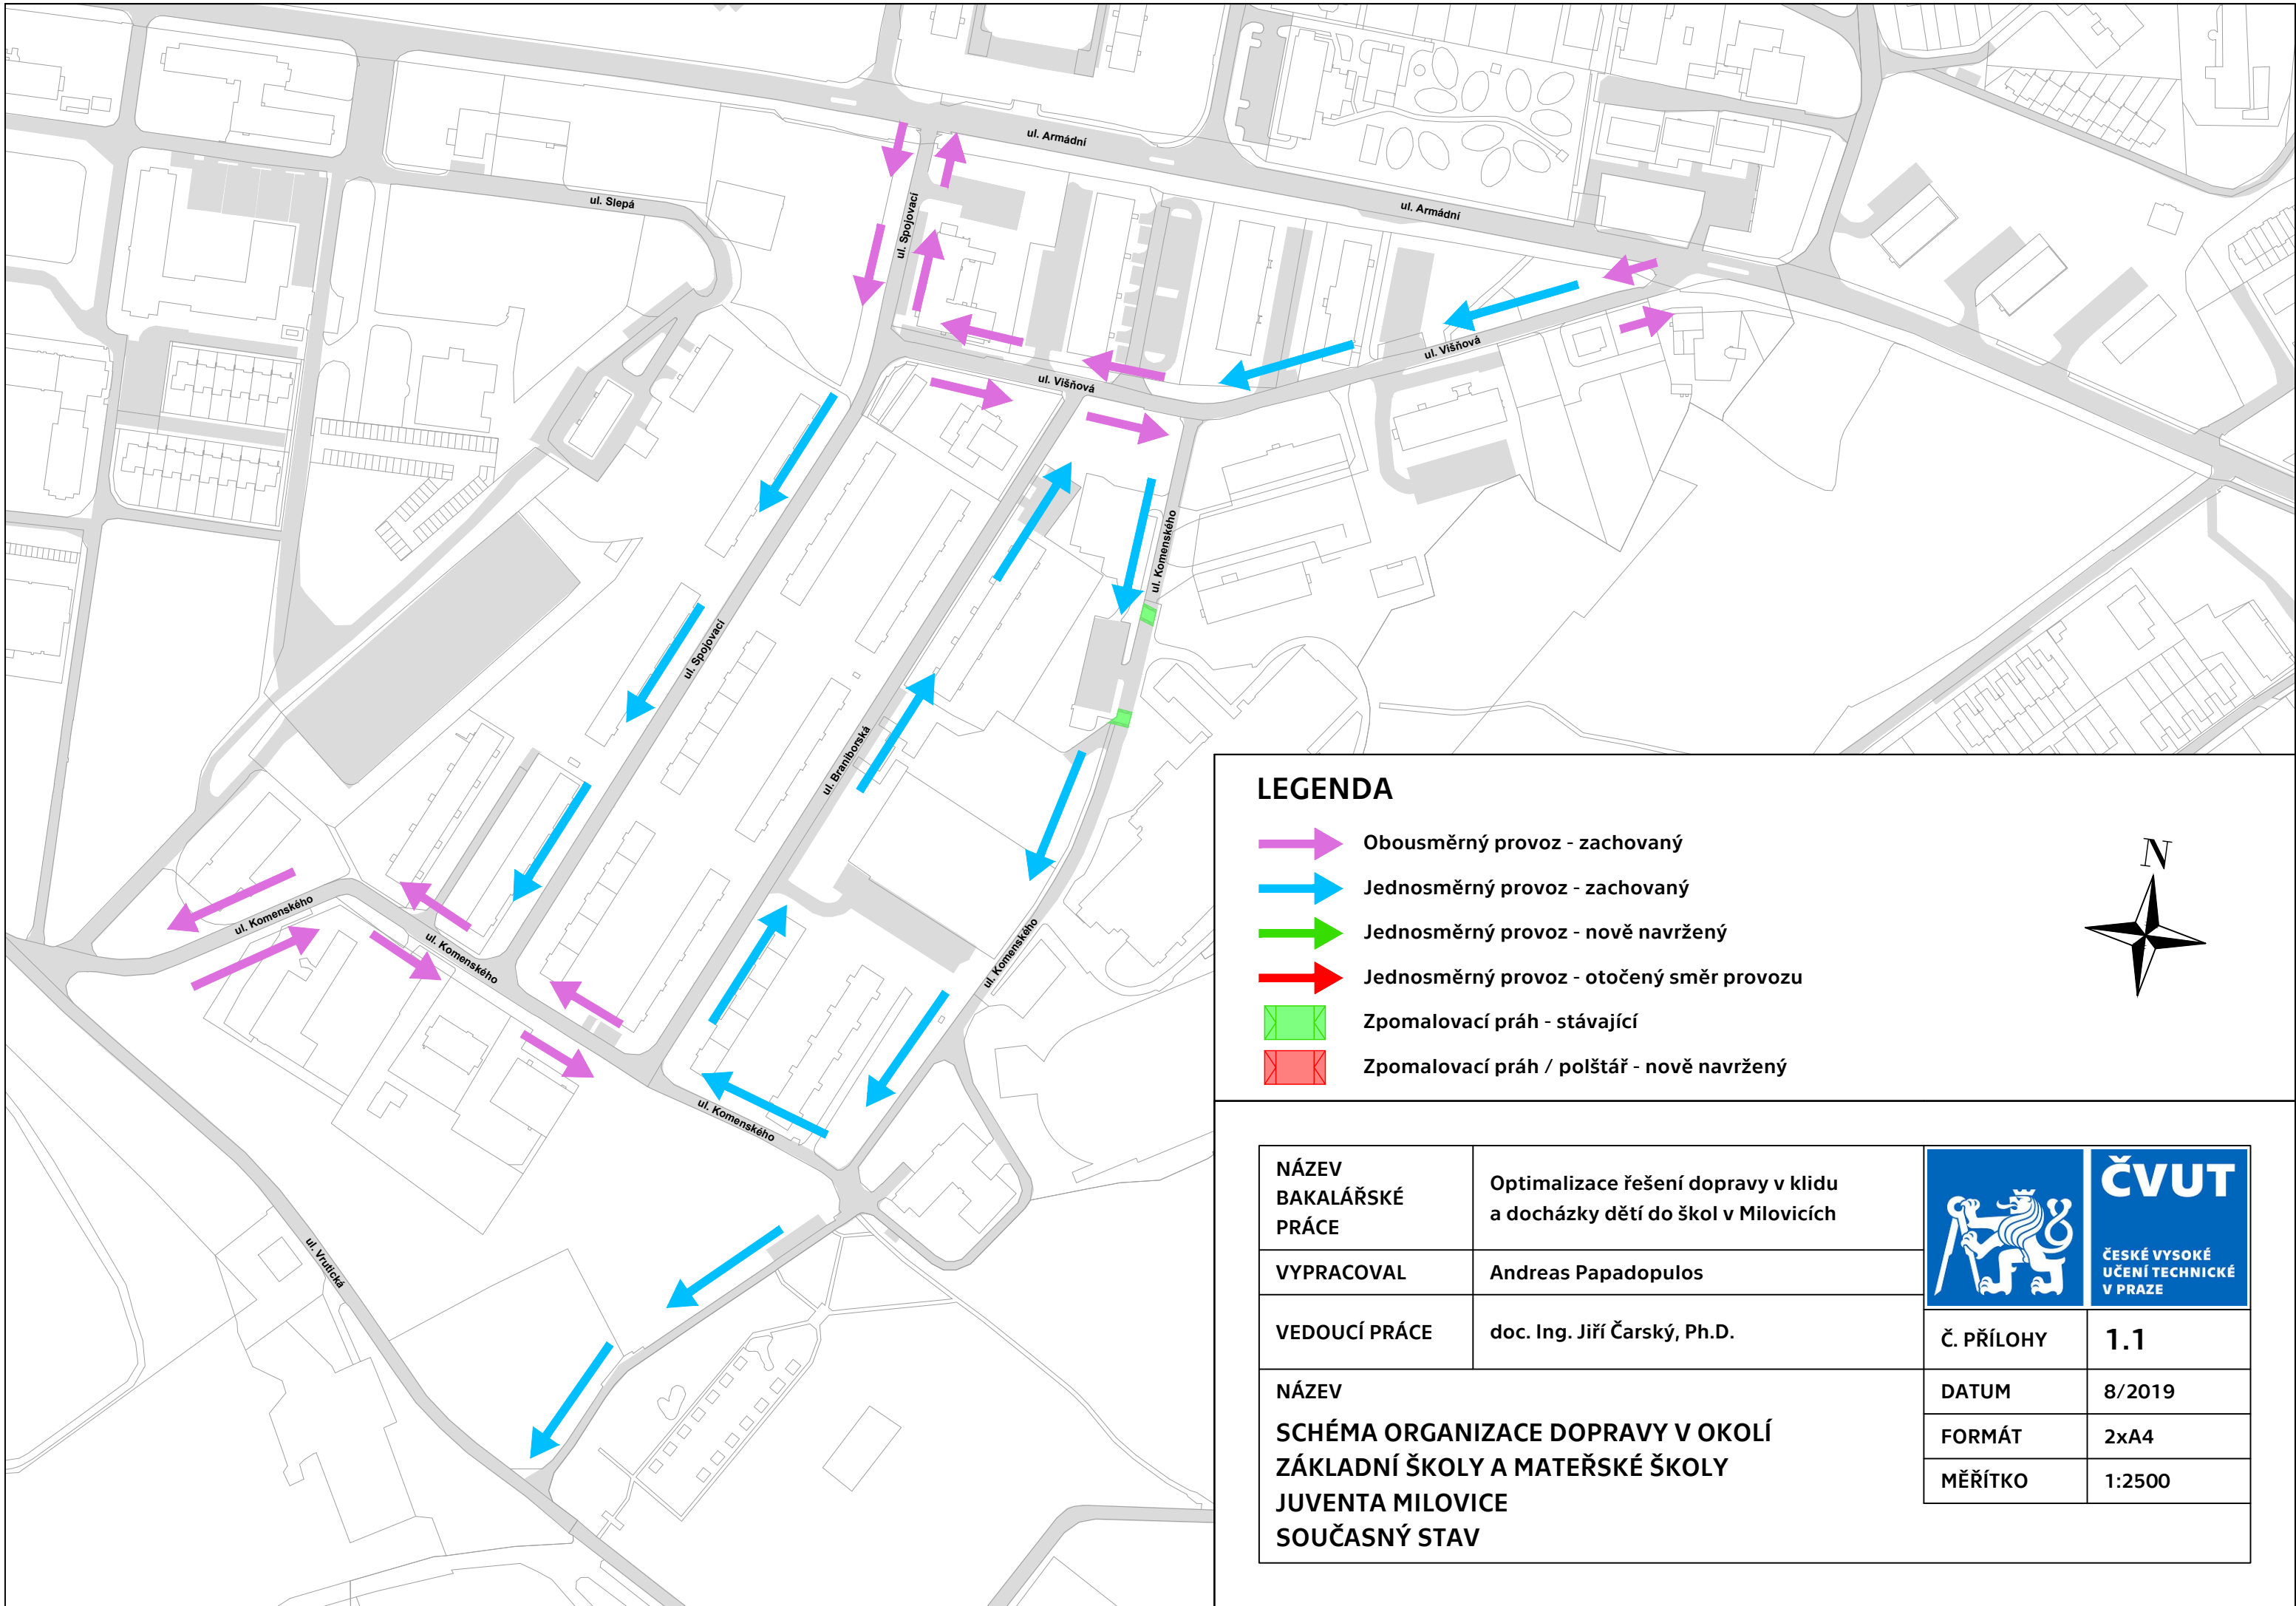 ul. Armádní
ul. Slepá
ul. Spojovací
ul. Armádní
ul. Višňová
ul. Višňová
ul. Komenského
ul. Spojovací
ul. Braniborská
ul. Komenského
ul. Komenského
ul. Komenského
ul. Komenského
ul. Vrutická
LEGENDA
Obousměrný provoz - zachovaný
Jednosměrný provoz - zachovaný
Jednosměrný provoz - nově navržený
Jednosměrný provoz - otočený směr provozu
Zpomalovací práh - stávající
Zpomalovací práh / polštář - nově navržený
N
NÁZEV
BAKALÁŘSKÉ
PRÁCE
Optimalizace řešení dopravy v klidu
a docházky dětí do škol v Milovicích
VYPRACOVAL
Andreas Papadopulos
VEDOUCÍ PRÁCE
doc. Ing. Jiří Čarský, Ph.D.
ČVUT
ČESKÉ VYSOKÉ
UČENÍ TECHNICKÉ
V PRAZE
Č. PŘÍLOHY
1.1
NÁZEV
SCHÉMA ORGANIZACE DOPRAVY V OKOLÍ
ZÁKLADNÍ ŠKOLY A MATEŘSKÉ ŠKOLY
JUVENTA MILOVICE
SOUČASNÝ STAV
DATUM
8/2019
FORMÁT
2xA4
MĚŘÍTKO
1:2500